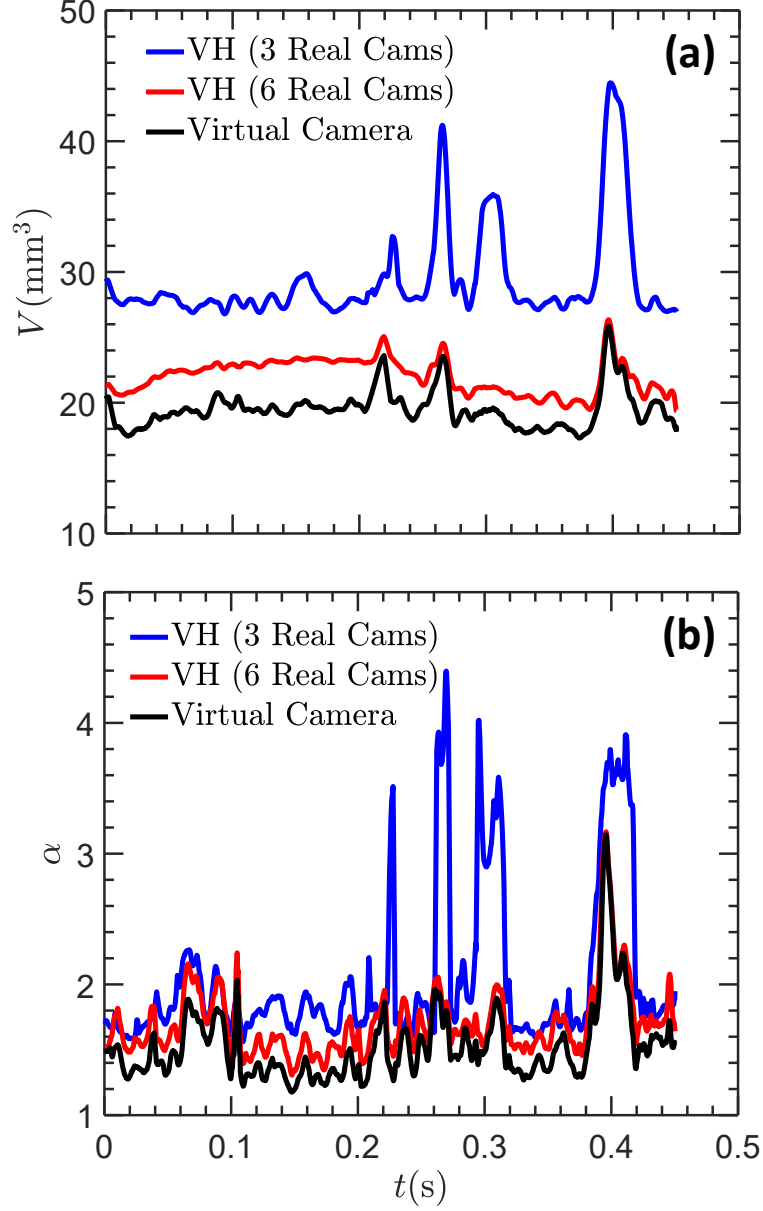 50
(a)
VH (3 Real Cams)
VH (6 Real Cams)
Virtual Camera
40
30
20
10
V(mm³)
5
(b)
VH (3 Real Cams)
VH (6 Real Cams)
Virtual Camera
4
3
2
1
α
0 0.1 0.2 0.3 0.4 0.5
t(s)